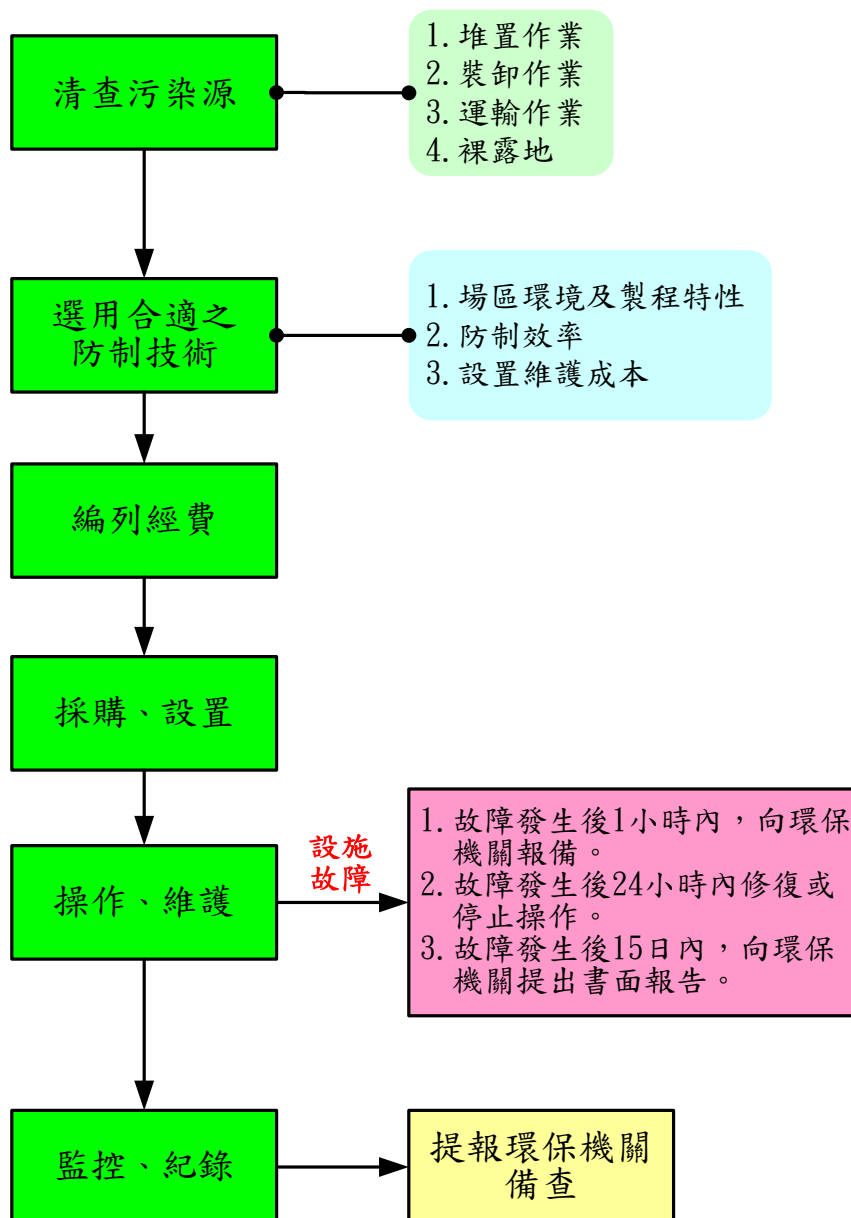 清查污染源
1.堆置作業
2.裝卸作業
3.運輸作業
4.裸露地
選用合適之
防制技術
1.場區環境及製程特性
2.防制效率
3.設置維護成本
編列經費
採購、設置
操作、維護
設施
故障
1.故障發生後1小時內，向環保
機關報備。
2.故障發生後24小時內修復或
停止操作。
3.故障發生後15日內，向環保
機關提出書面報告。
監控、紀錄
提報環保機關
備查